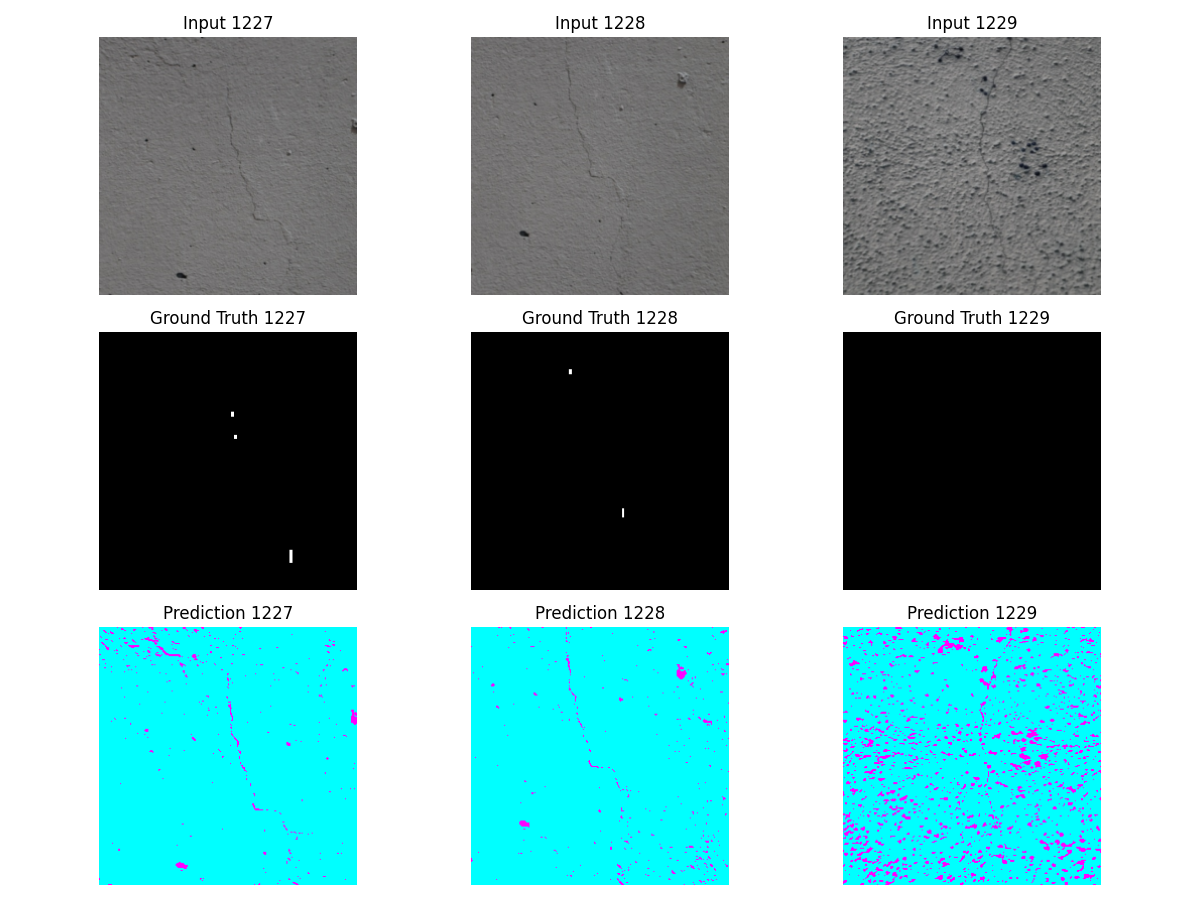 Input 1227
Input 1228
Input 1229
Ground Truth 1227
Ground Truth 1228
Ground Truth 1229
Prediction 1227
Prediction 1228
Prediction 1229